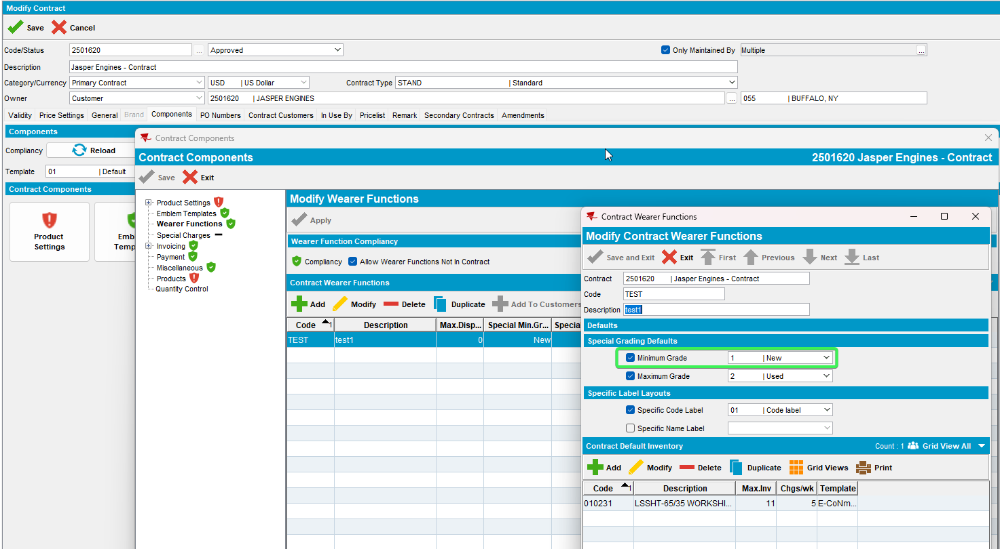 Modify Contract
Save Cancel
Code/Status 2501620 ... Approved Only Maintained By Multiple ...
Description Jasper Engines - Contract
Category/Currency Primary Contract USD | US Dollar Contract Type STAND | Standard
Owner Customer 2501620 | JASPER ENGINES ... 055 | BUFFALO, NY
Validity Price Settings General Brand Components PO Numbers Contract Customers In Use By Pricelist Remark Secondary Contracts Amendments
Components
Compliancy Reload
Template 01 | Default
Contract Components
Product Settings
Emb
Temp
Contract Components
Contract Components 2501620 Jasper Engines - Contract
Save Exit
Product Settings
Emblem Templates
Wearer Functions
Special Charges
Invoicing
Payment
Miscellaneous
Products
Quantity Control
Modify Wearer Functions
Apply
Wearer Function Compliancy
Compliancy Allow Wearer Functions Not In Contract
Contract Wearer Functions
Add Modify Delete Duplicate Add To Customers
Code 1 Description Max.Disp... Special Min.Gr... Specia
TEST test1 0 New
Contract Wearer Functions
Modify Contract Wearer Functions
Save and Exit Exit First Previous Next Last
Contract 2501620 | Jasper Engines - Contract
Code TEST
Description test1
Defaults
Special Grading Defaults
Minimum Grade 1 | New
Maximum Grade 2 | Used
Specific Label Layouts
Specific Code Label 01 | Code label
Specific Name Label
Contract Default Inventory Count : 1 Grid View All
Add Modify Delete Duplicate Grid Views Print
Code 1 Description Max.Inv Chgs/wk Template
010231 LSSHT-65/35 WORKSHI... 11 5 E-CoNm...